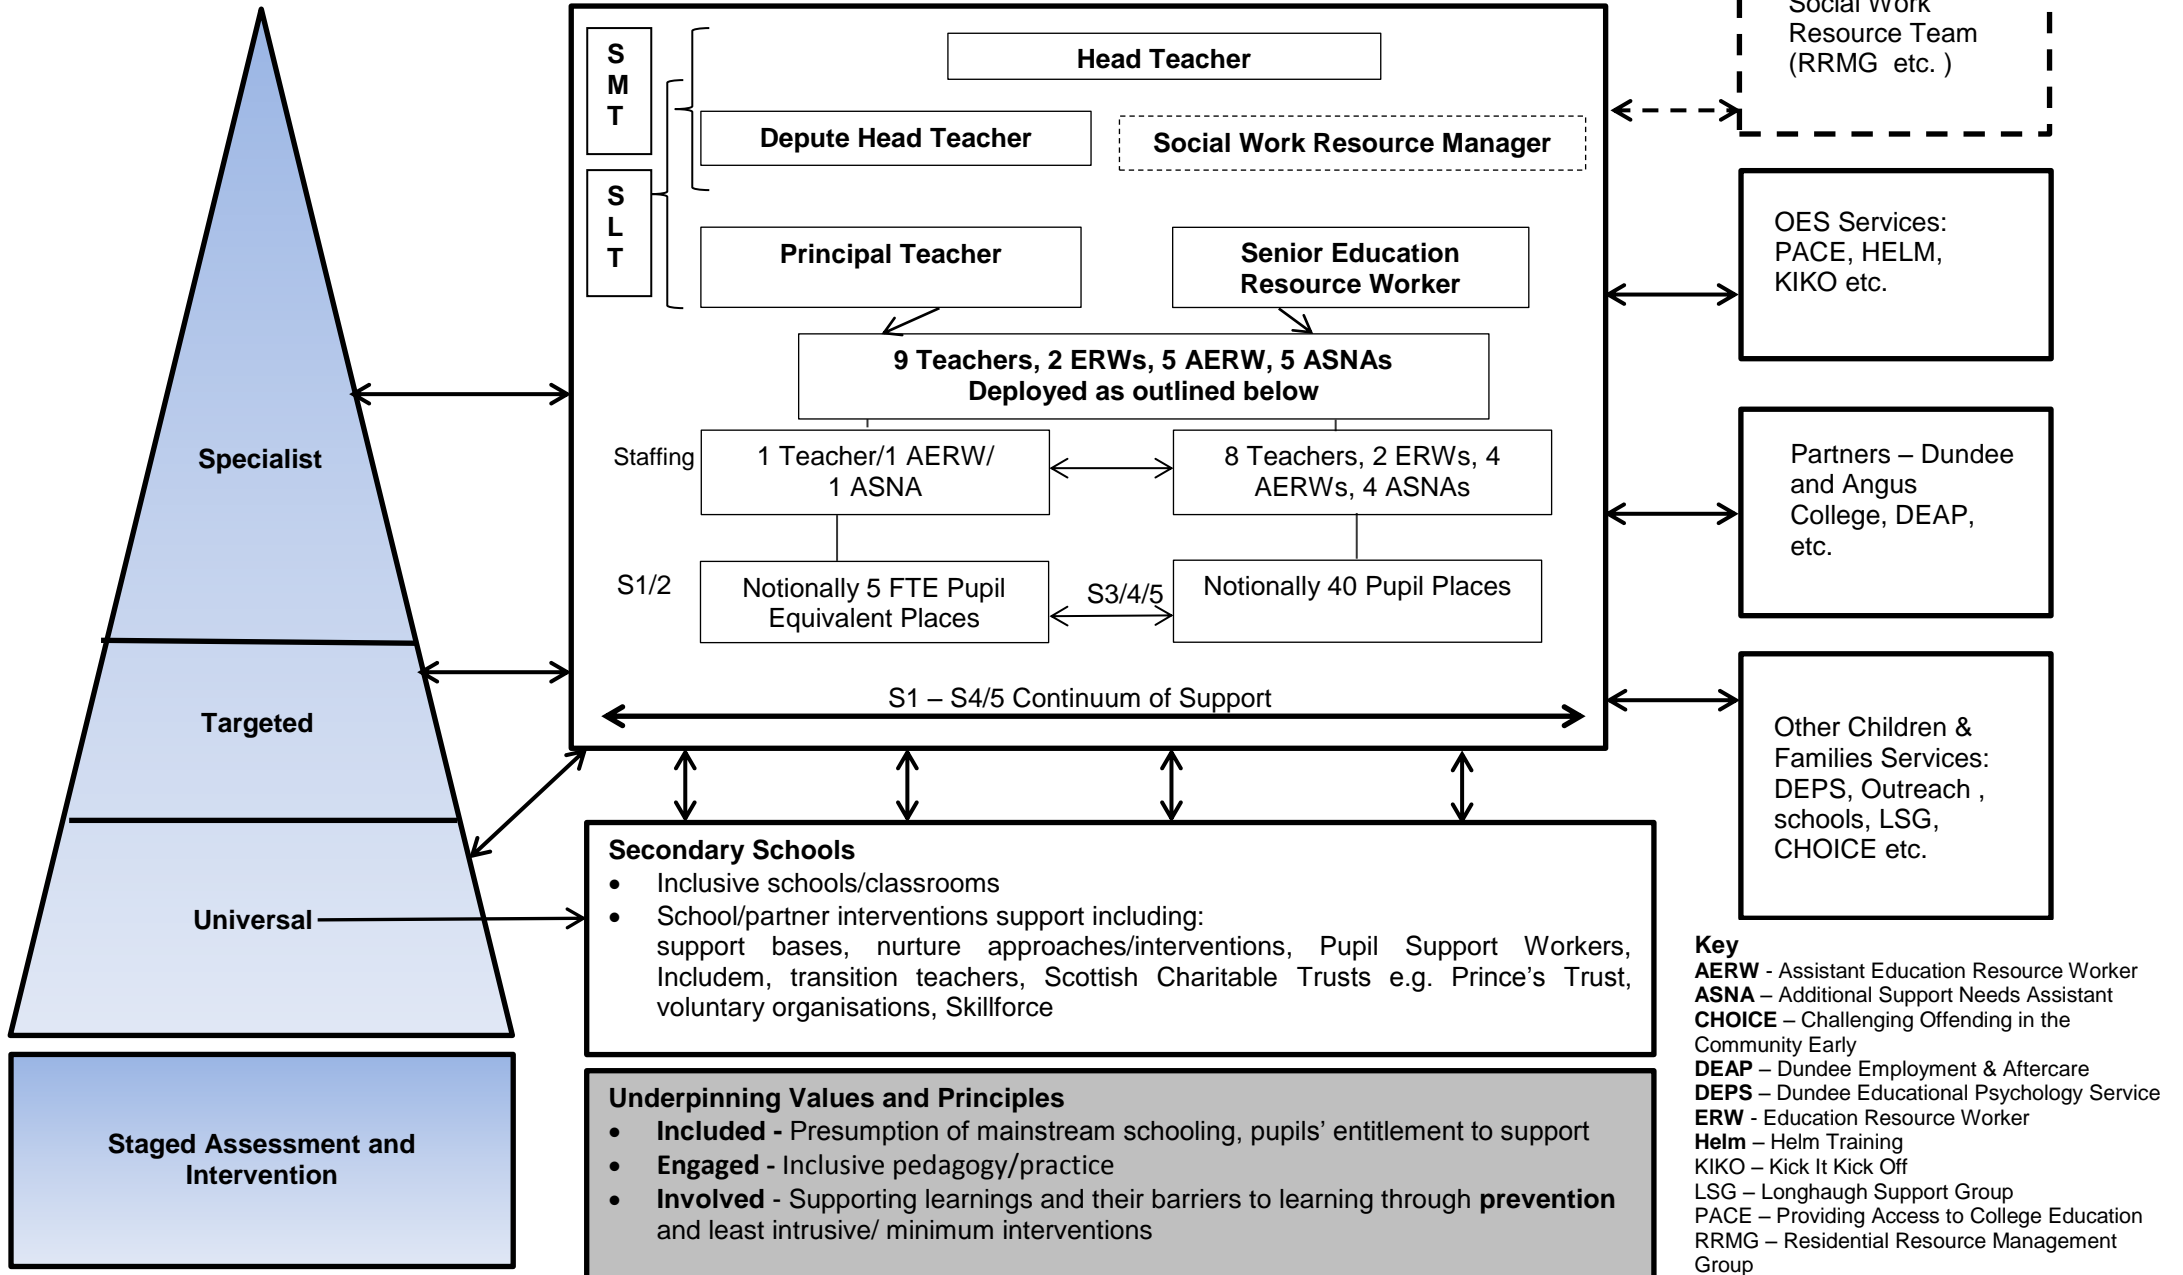 Specialist
Targeted
Universal
Staged Assessment and
Intervention
S
M
T
S
L
T
Head Teacher
Depute Head Teacher
Social Work Resource Manager
Principal Teacher
Senior Education
Resource Worker
9 Teachers, 2 ERWs, 5 AERW, 5 ASNAs
Deployed as outlined below
Staffing
1 Teacher/1 AERW/
1 ASNA
8 Teachers, 2 ERWs, 4
AERWs, 4 ASNAs
S1/2
Notionally 5 FTE Pupil
Equivalent Places
S3/4/5
Notionally 40 Pupil Places
S1 – S4/5 Continuum of Support
Secondary Schools
• Inclusive schools/classrooms
• School/partner interventions support including:
support bases, nurture approaches/interventions, Pupil Support Workers,
Includem, transition teachers, Scottish Charitable Trusts e.g. Prince’s Trust,
voluntary organisations, Skillforce
Underpinning Values and Principles
• Included - Presumption of mainstream schooling, pupils’ entitlement to support
• Engaged - Inclusive pedagogy/practice
• Involved - Supporting learnings and their barriers to learning through prevention
and least intrusive/ minimum interventions
Social Work
Resource Team
(RRMG etc. )
OES Services:
PACE, HELM,
KIKO etc.
Partners – Dundee
and Angus
College, DEAP,
etc.
Other Children &
Families Services:
DEPS, Outreach ,
schools, LSG,
CHOICE etc.
Key
AERW - Assistant Education Resource Worker
ASNA – Additional Support Needs Assistant
CHOICE – Challenging Offending in the
Community Early
DEAP – Dundee Employment & Aftercare
DEPS – Dundee Educational Psychology Service
ERW - Education Resource Worker
Helm – Helm Training
KIKO – Kick It Kick Off
LSG – Longhaugh Support Group
PACE – Providing Access to College Education
RRMG – Residential Resource Management
Group